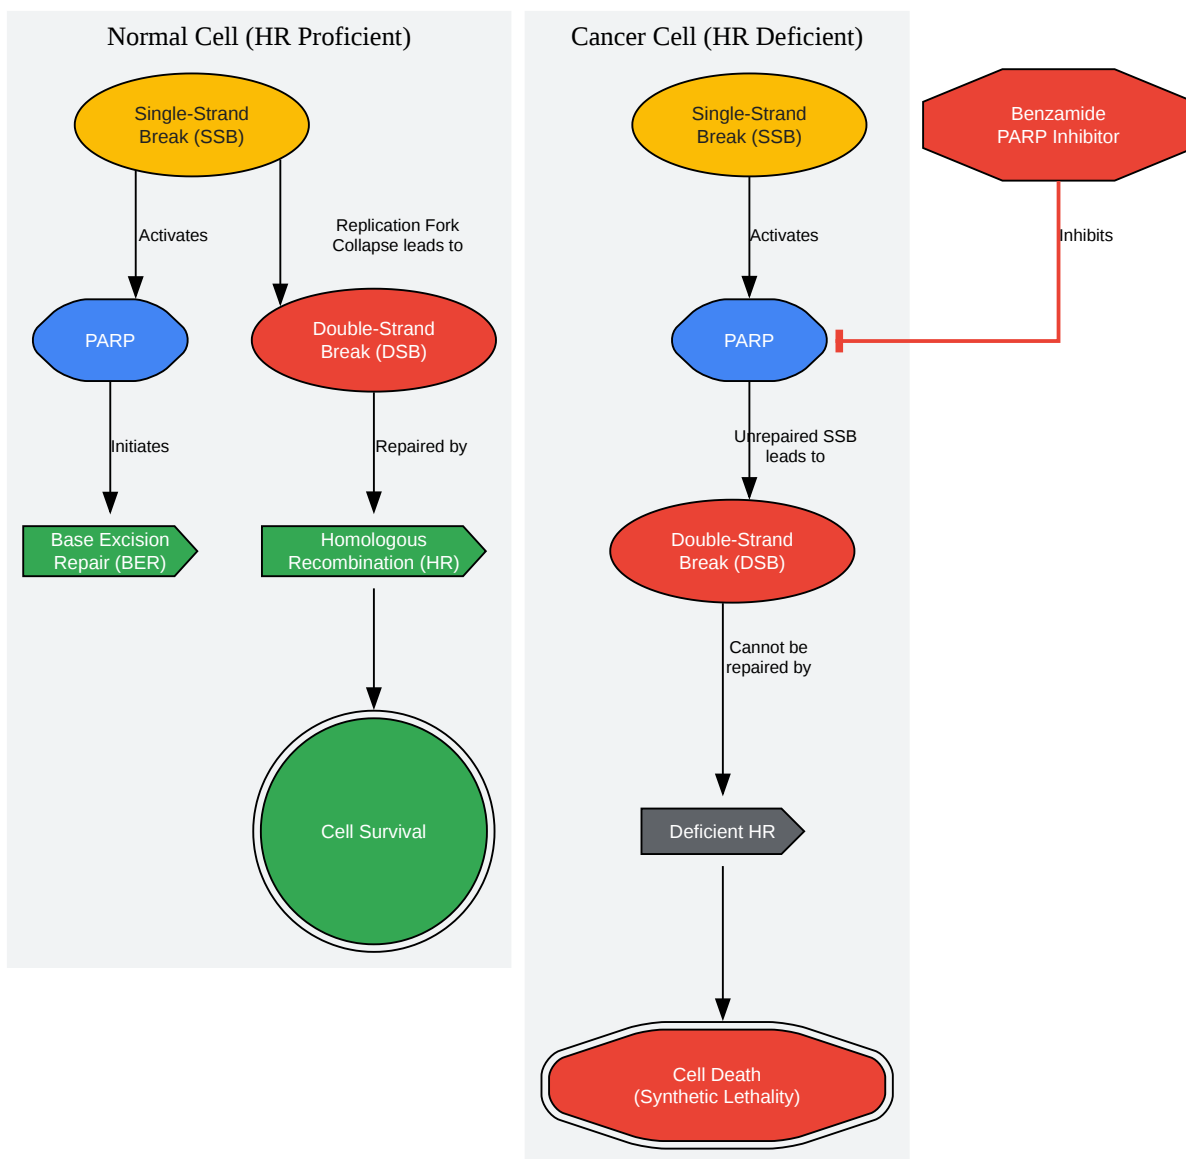 Normal Cell (HR Proficient)
Single-Strand
Break (SSB)
Activates
Replication Fork
Collapse leads to
PARP
Double-Strand
Break (DSB)
Initiates
Repaired by
Base Excision
Repair (BER)
Homologous
Recombination (HR)
Cell Survival
Cancer Cell (HR Deficient)
Single-Strand
Break (SSB)
Benzamide
PARP Inhibitor
Activates
Inhibits
PARP
Unrepaired SSB
leads to
Double-Strand
Break (DSB)
Cannot be
repaired by
Deficient HR
Cell Death
(Synthetic Lethality)